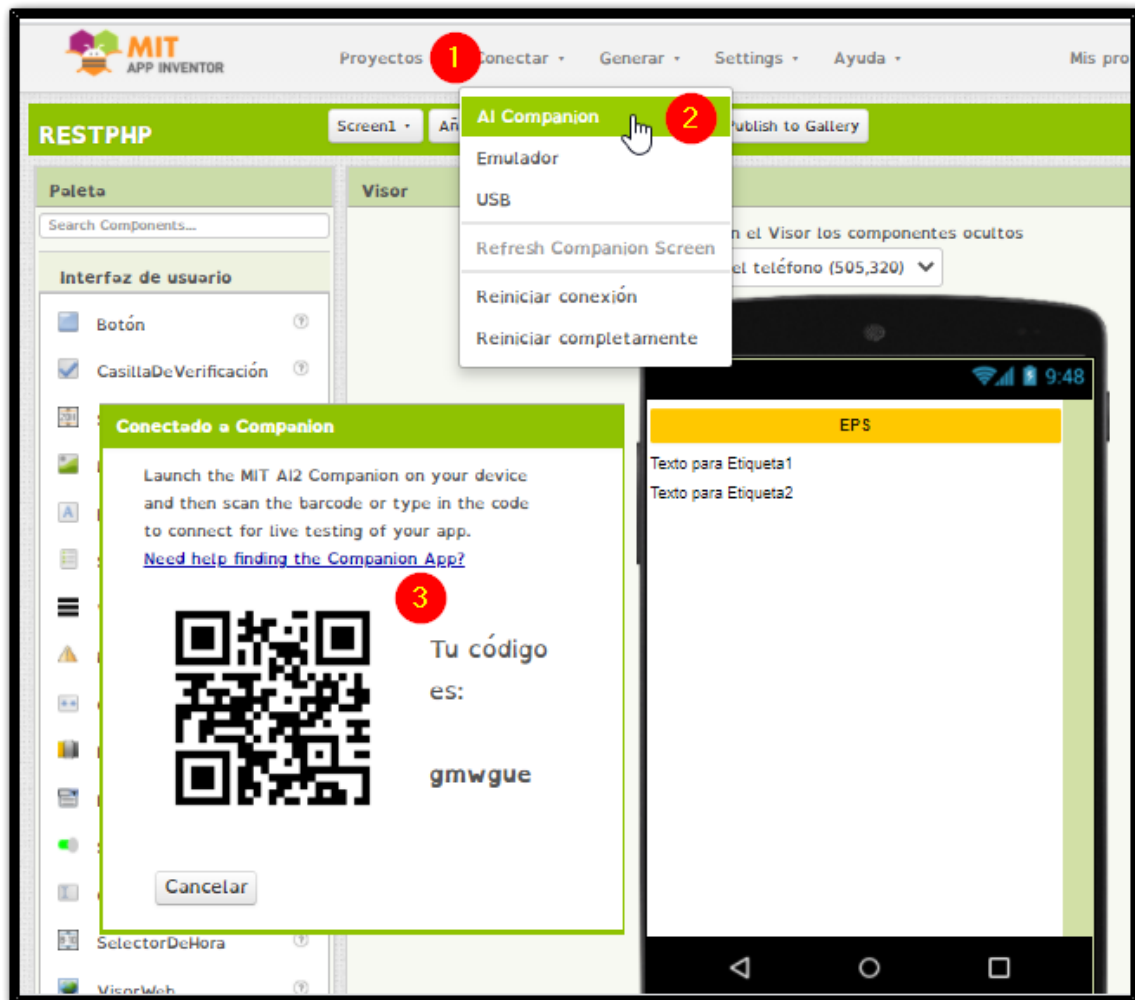 MIT
APP INVENTOR
Proyectos 1 Conectar Generar Settings Ayuda Mis pro
RESTPHP
Screen1 Añ Publish to Gallery
AI Companion 2
Emulador
USB
Refresh Companion Screen
Reiniciar conexión
Reiniciar completamente
Paleta
Visor
Search Components...
n el Visor los componentes ocultos
el teléfono (505,320)
Interfaz de usuario
Botón
CasillaDeVerificación
9:48
EPS
Texto para Etiqueta1
Texto para Etiqueta2
Conectado a Companion
Launch the MIT AI2 Companion on your device
and then scan the barcode or type in the code
to connect for live testing of your app.
Need help finding the Companion App?
3
Tu código
es:
gmwgue
Cancelar
SelectorDeHora
VisorWeb